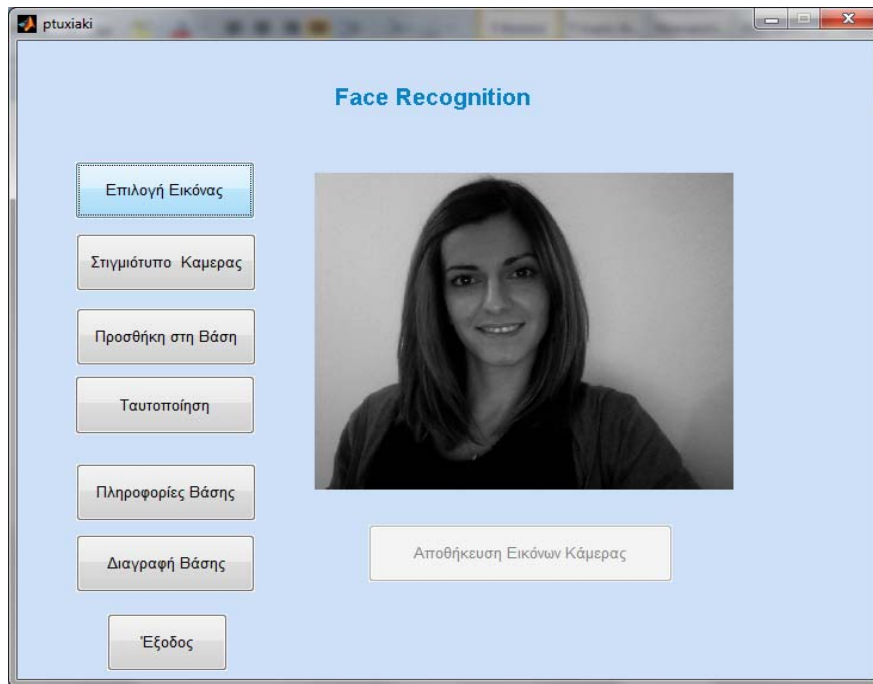 ptuxiaki
Face Recognition
Επιλογή Εικόνας
Στιγμιότυπο Καμερας
Προσθήκη στη Βάση
Ταυτοποίηση
Πληροφορίες Βάσης
Διαγραφή Βάσης
Αποθήκευση Εικόνων Κάμερας
Έξοδος